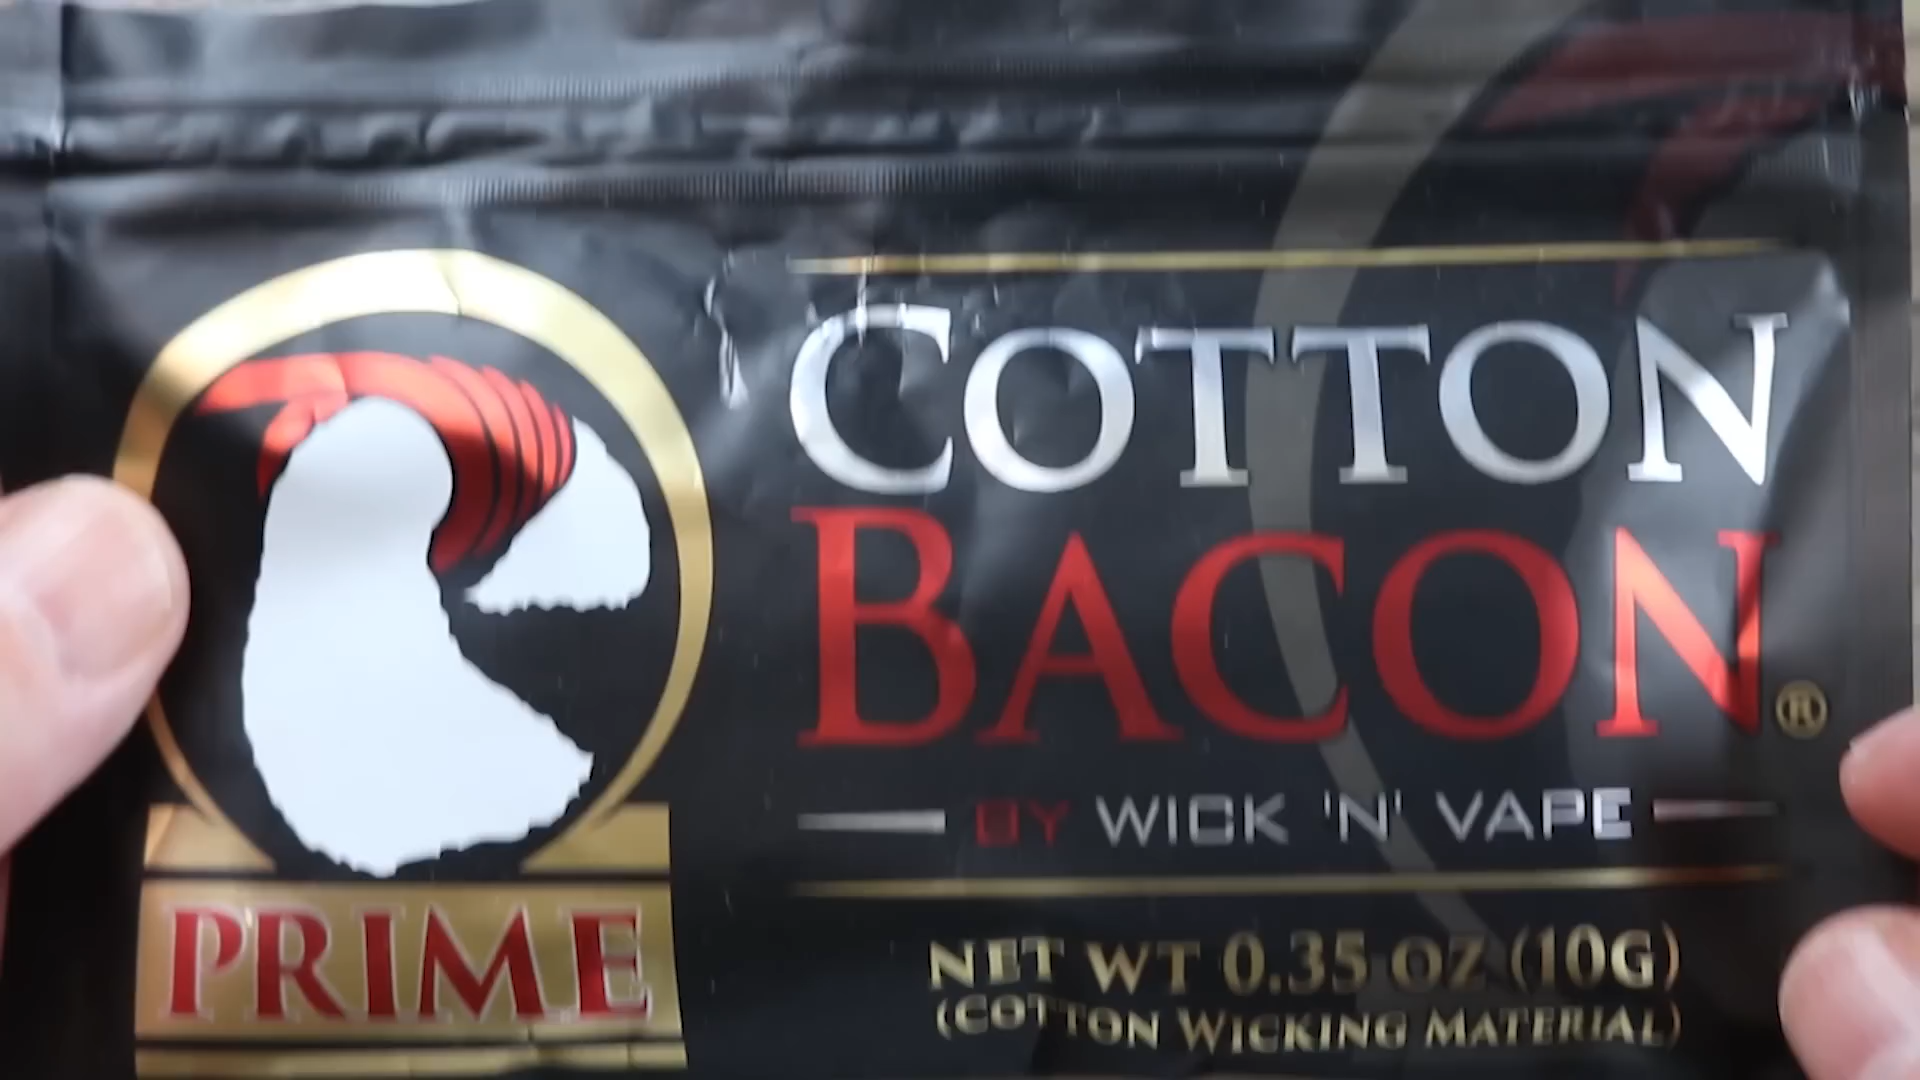 COTTON
BACON®
BY WICK 'N' VAPE
PRIME
NET WT 0.35 OZ (10G)
(COTTON WICKING MATERIAL)